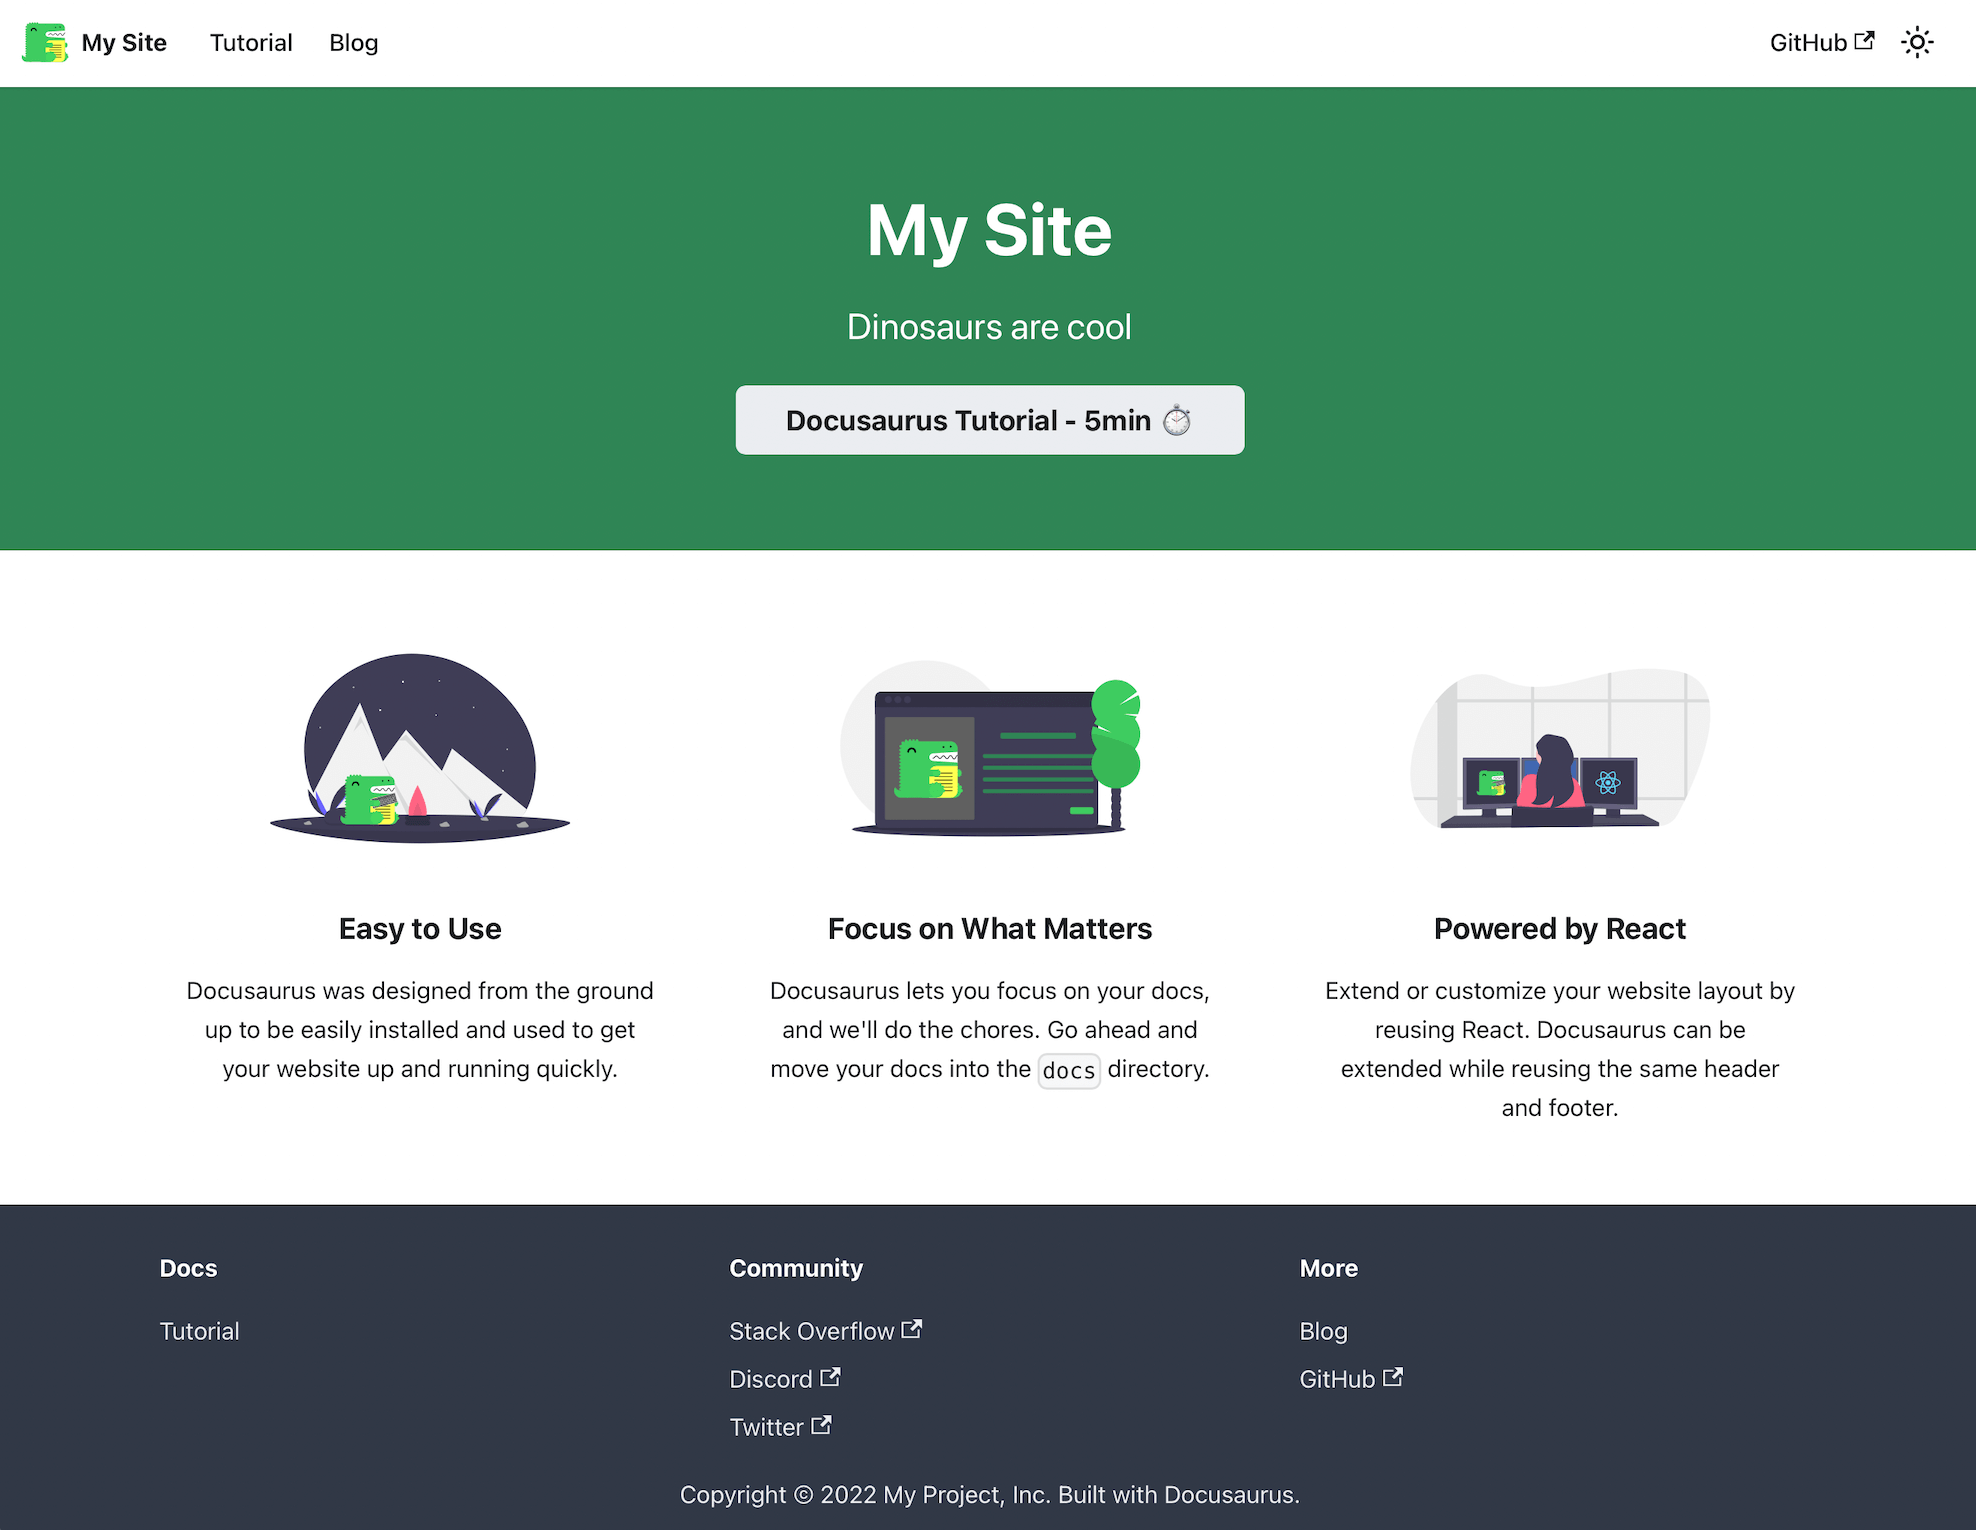 My Site
Tutorial
Blog
GitHub
My Site
Dinosaurs are cool
Docusaurus Tutorial - 5min ⏱️
Easy to Use
Docusaurus was designed from the ground
up to be easily installed and used to get
your website up and running quickly.
Focus on What Matters
Docusaurus lets you focus on your docs,
and we'll do the chores. Go ahead and
move your docs into the docs directory.
Powered by React
Extend or customize your website layout by
reusing React. Docusaurus can be
extended while reusing the same header
and footer.
Docs
Tutorial
Community
Stack Overflow
Discord
Twitter
More
Blog
GitHub
Copyright © 2022 My Project, Inc. Built with Docusaurus.